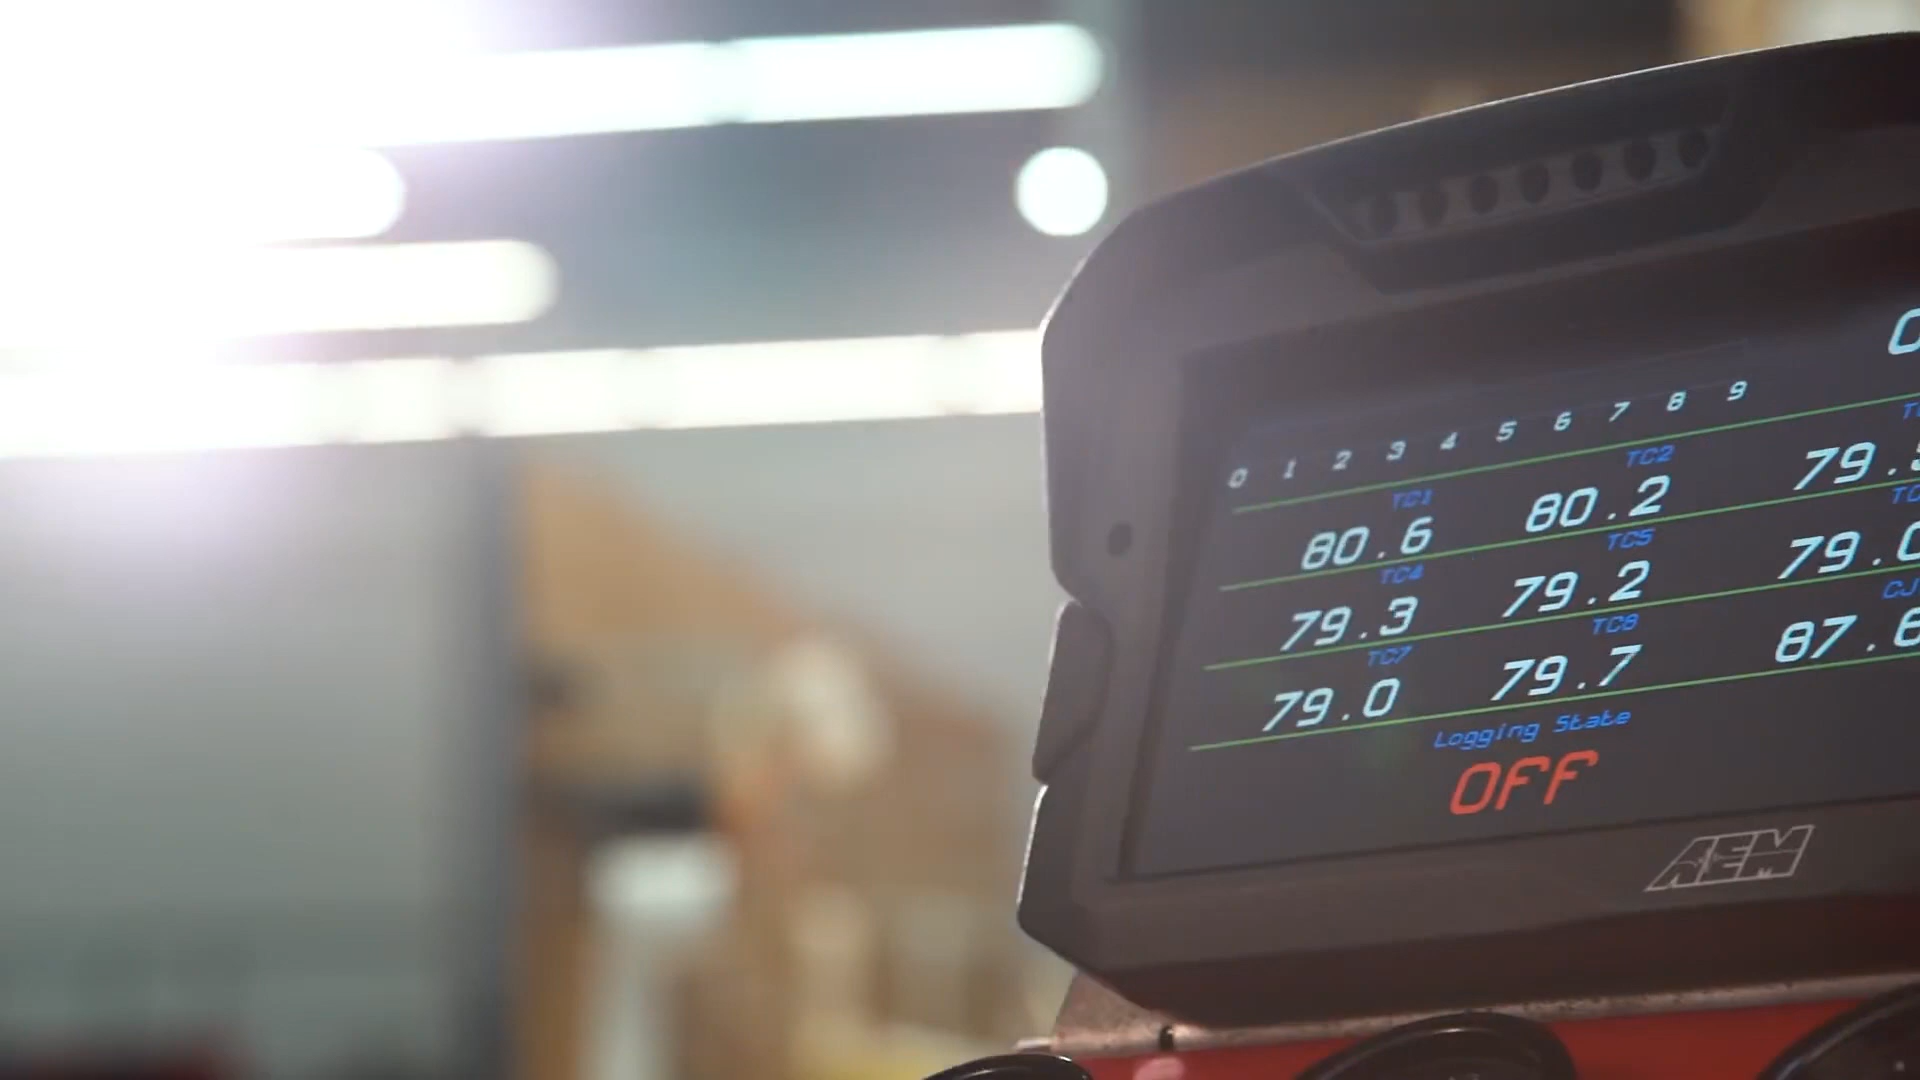 0 1 2 3 4 5 6 7 8 9
TC1 TC2
80.6 80.2 79.
TC4 TC5
79.3 79.2 79.0
TC7 TC8 CJ
79.0 79.7 87.6
Logging State
OFF
AEM